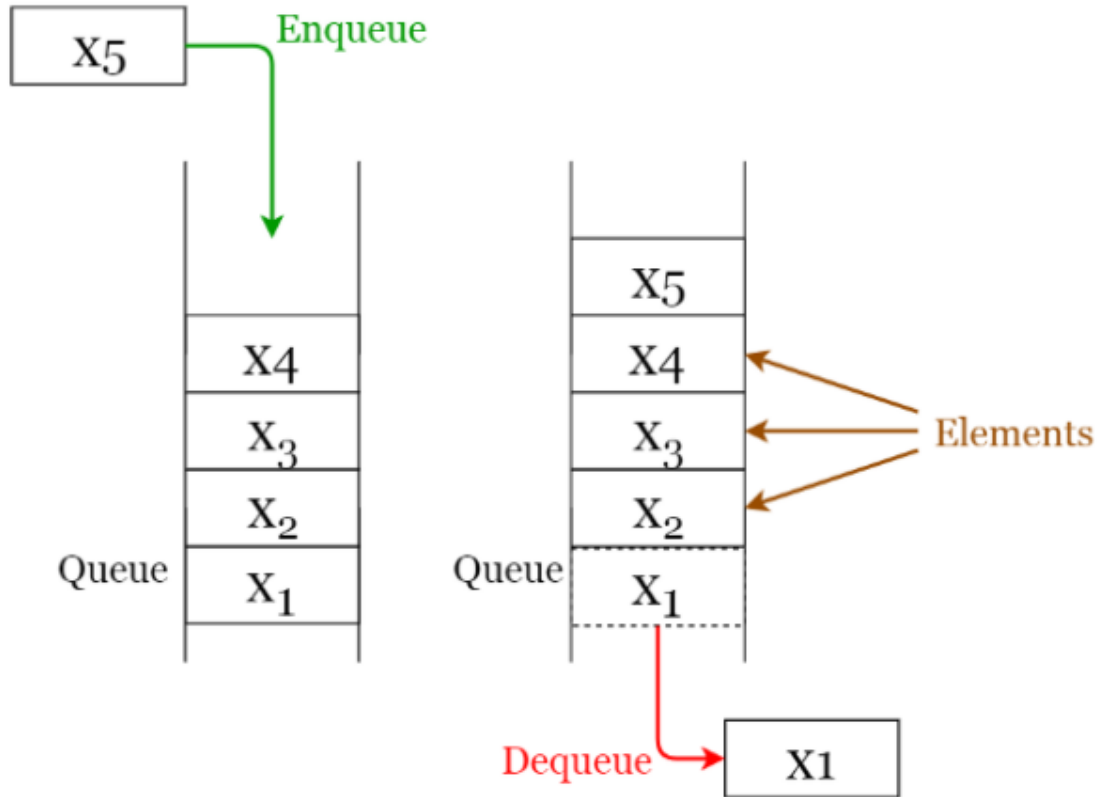 X5
Enqueue
X5
X4
X4
X3
X3
Elements
X2
X2
Queue
X1
Queue
X1
Dequeue
X1